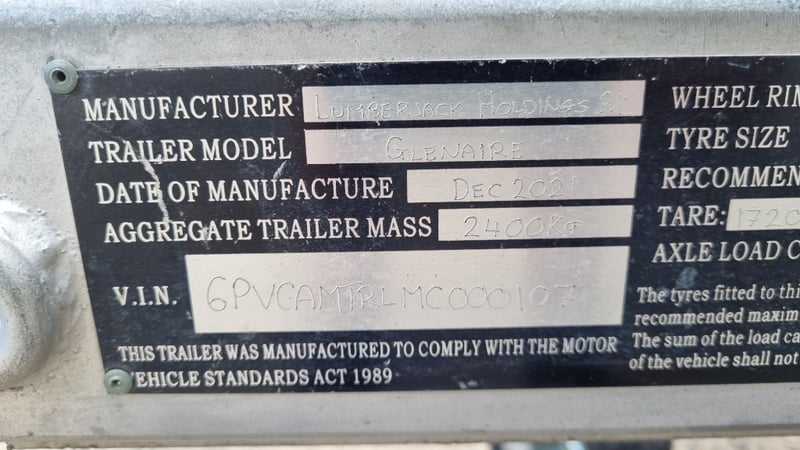 MANUFACTURER LUMBERJACK HOLDINGS
TRAILER MODEL GLENAIRE
DATE OF MANUFACTURE DEC 2021
AGGREGATE TRAILER MASS 2400KG
V.I.N. 6PVCAMTRLMC000107
THIS TRAILER WAS MANUFACTURED TO COMPLY WITH THE MOTOR
VEHICLE STANDARDS ACT 1989
WHEEL RIM
TYRE SIZE
RECOMMEN
TARE: 1720
AXLE LOAD C
The tyres fitted to thi
recommended maxim
The sum of the load ca
of the vehicle shall not